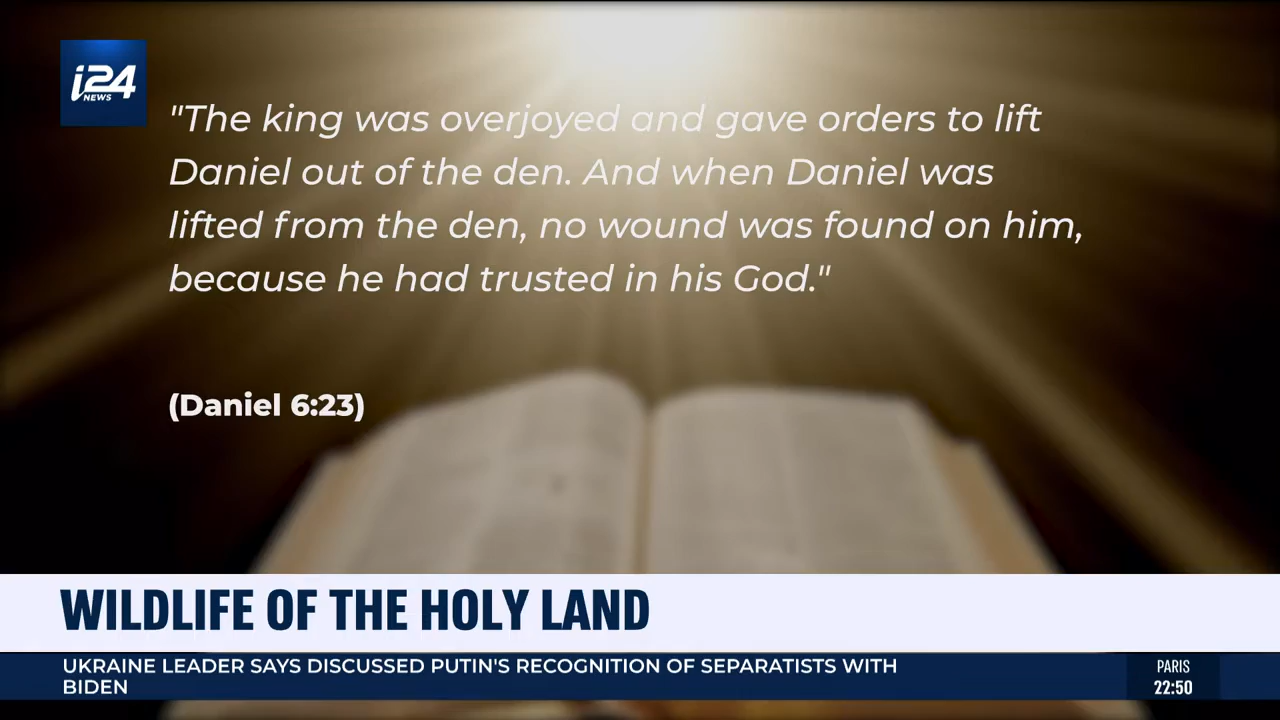 i24
NEWS
"The king was overjoyed and gave orders to lift
Daniel out of the den. And when Daniel was
lifted from the den, no wound was found on him,
because he had trusted in his God."
(Daniel 6:23)
WILDLIFE OF THE HOLY LAND
UKRAINE LEADER SAYS DISCUSSED PUTIN'S RECOGNITION OF SEPARATISTS WITH
BIDEN
PARIS
22:50